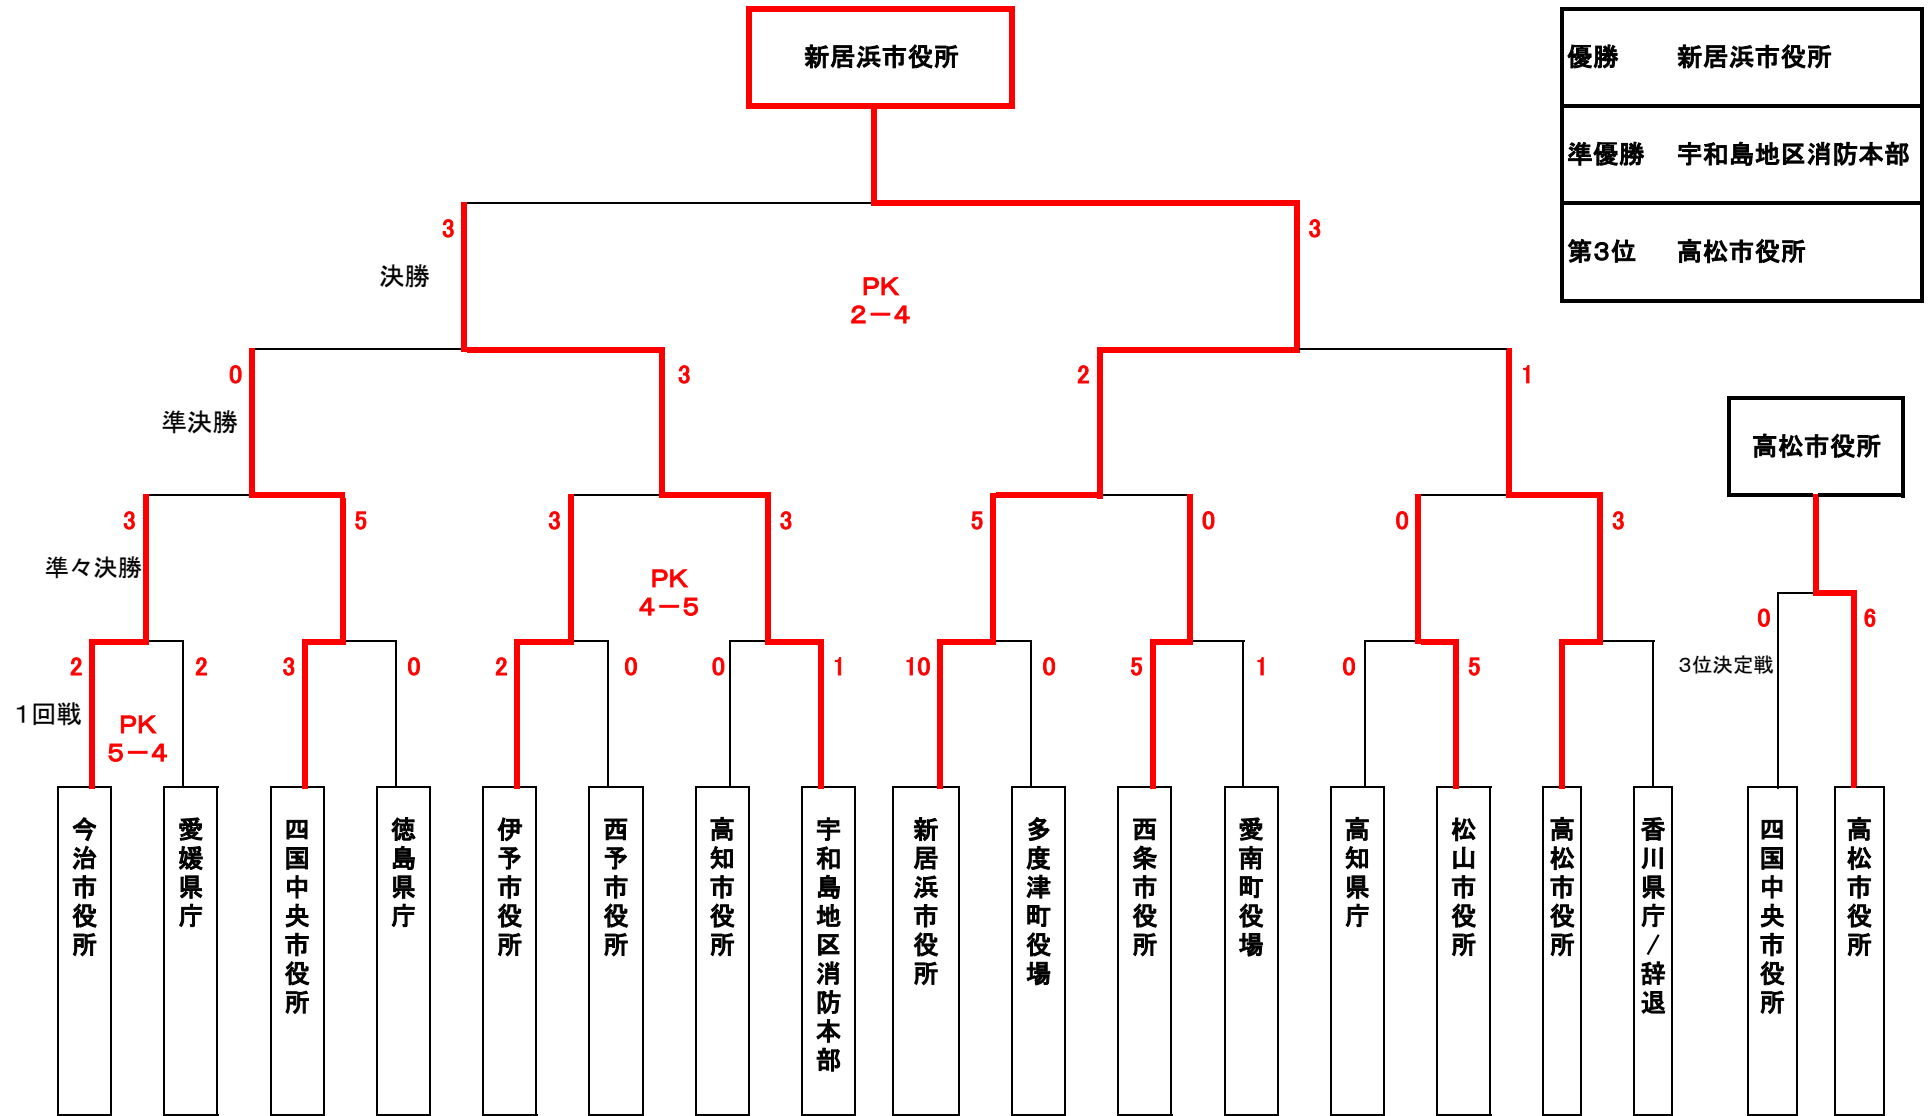 新居浜市役所
優勝 新居浜市役所
準優勝 宇和島地区消防本部
第3位 高松市役所
3 3
決勝
PK
2-4
0 3 2 1
準決勝
高松市役所
3 5 3 3 5 0 0 3
準々決勝
PK
4-5
0 6
3位決定戦
2 2 3 0 2 0 0 1 10 0 5 1 0 5
1回戦
PK
5-4
今治市役所
愛媛県庁
四国中央市役所
徳島県庁
伊予市役所
西予市役所
高知市役所
宇和島地区消防本部
新居浜市役所
多度津町役場
西条市役所
愛南町役場
高知県庁
松山市役所
高松市役所
香川県庁/辞退
四国中央市役所
高松市役所